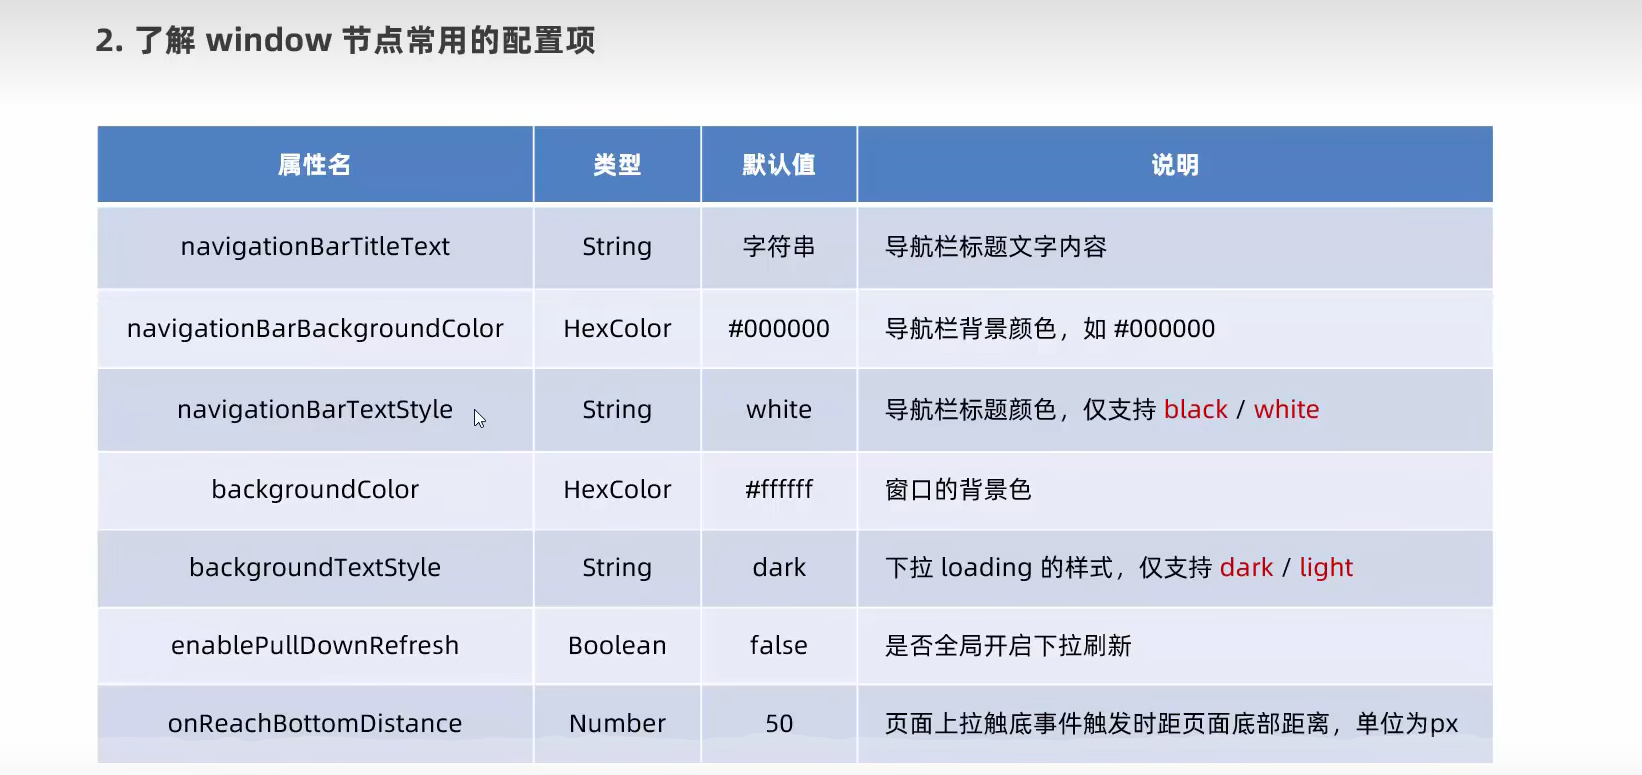 2. 了解 window 节点常用的配置项
属性名 类型 默认值 说明
navigationBarTitleText String 字符串 导航栏标题文字内容
navigationBarBackgroundColor HexColor #000000 导航栏背景颜色，如 #000000
navigationBarTextStyle String white 导航栏标题颜色，仅支持 black / white
backgroundColor HexColor #ffffff 窗口的背景色
backgroundTextStyle String dark 下拉 loading 的样式，仅支持 dark / light
enablePullDownRefresh Boolean false 是否全局开启下拉刷新
onReachBottomDistance Number 50 页面上拉触底事件触发时距页面底部距离，单位为px